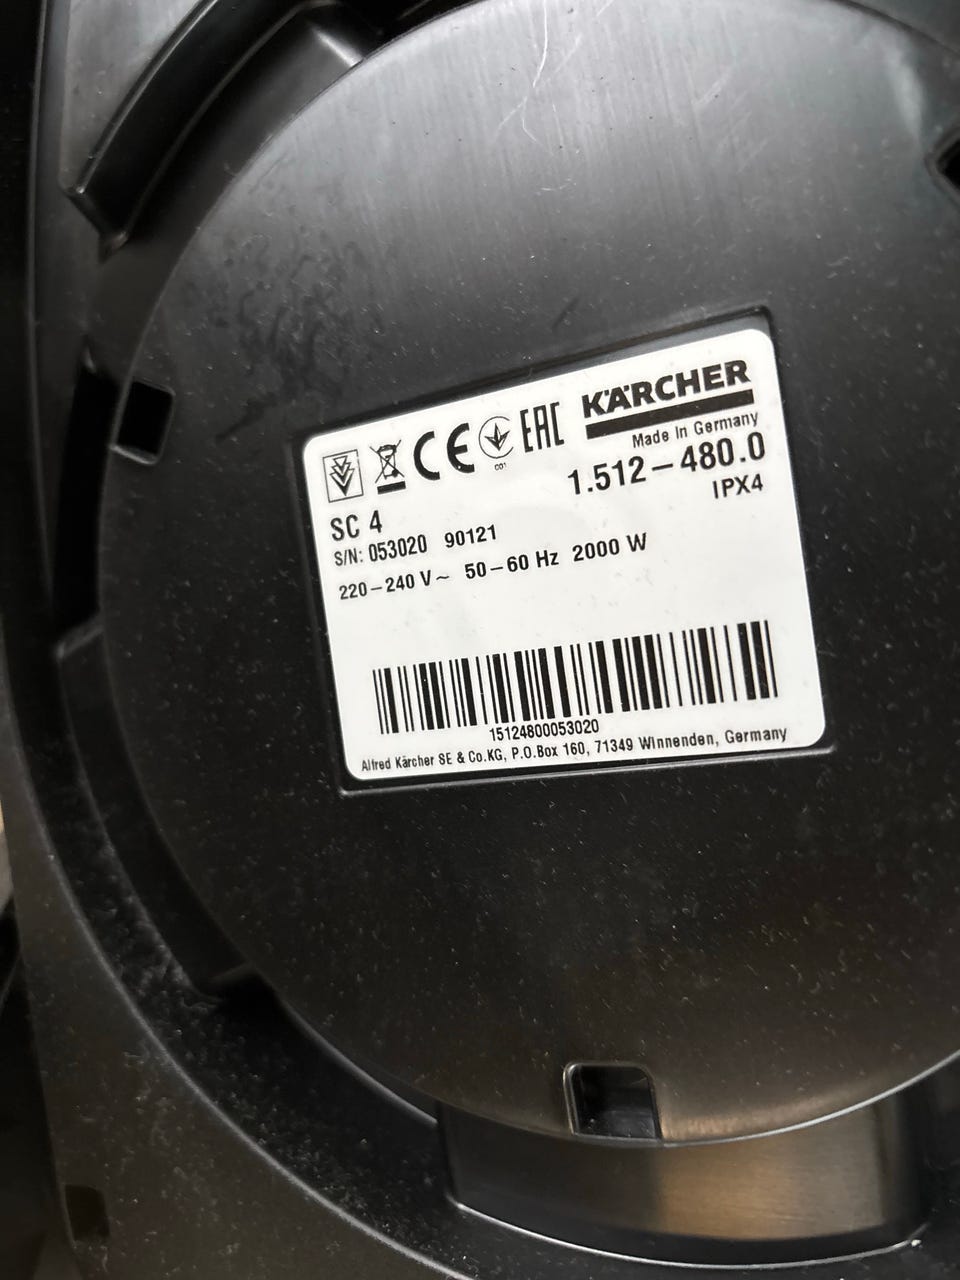 KÄRCHER
CE
001
EAC
Made in Germany
1.512–480.0
SC 4
IPX4
S/N: 053020 90121
220–240 V~ 50–60 Hz 2000 W
15124800053020
Alfred Kärcher SE & Co.KG, P.O.Box 160, 71349 Winnenden, Germany